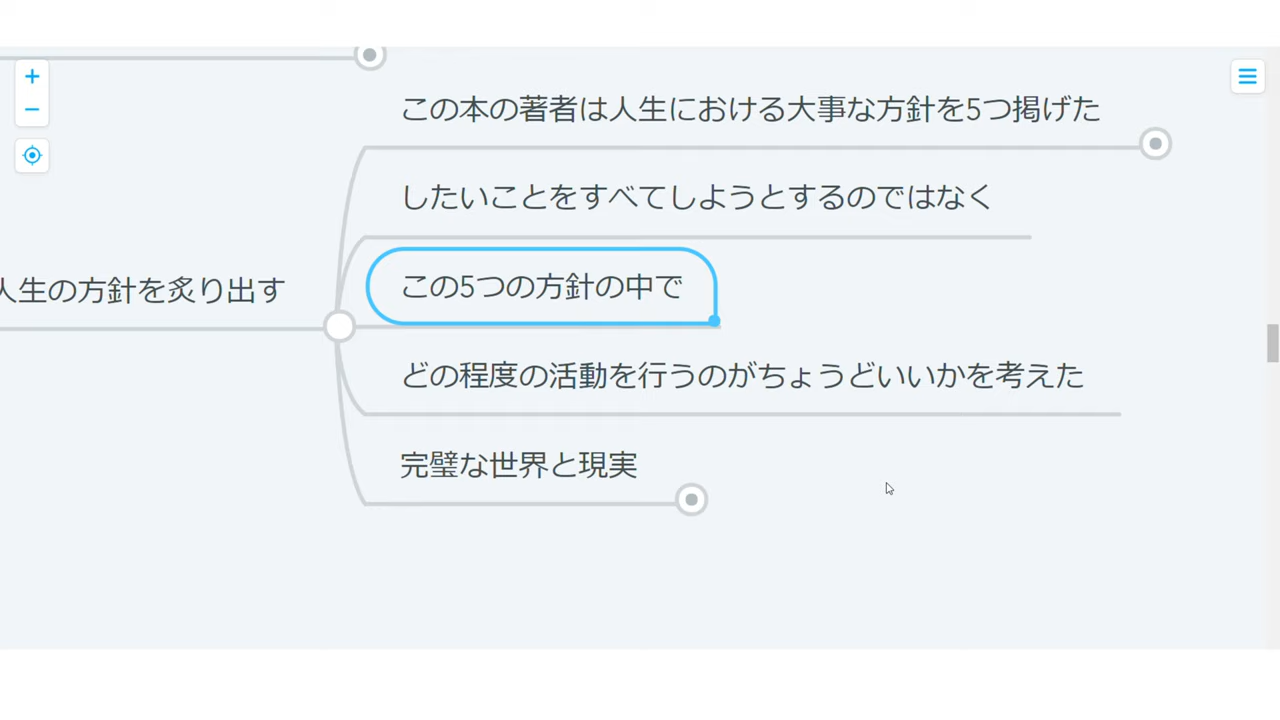 この本の著者は人生における大事な方針を5つ掲げた
したいことをすべてしようとするのではなく
この5つの方針の中で
人生の方針を炙り出す
どの程度の活動を行うのがちょうどいいかを考えた
完璧な世界と現実